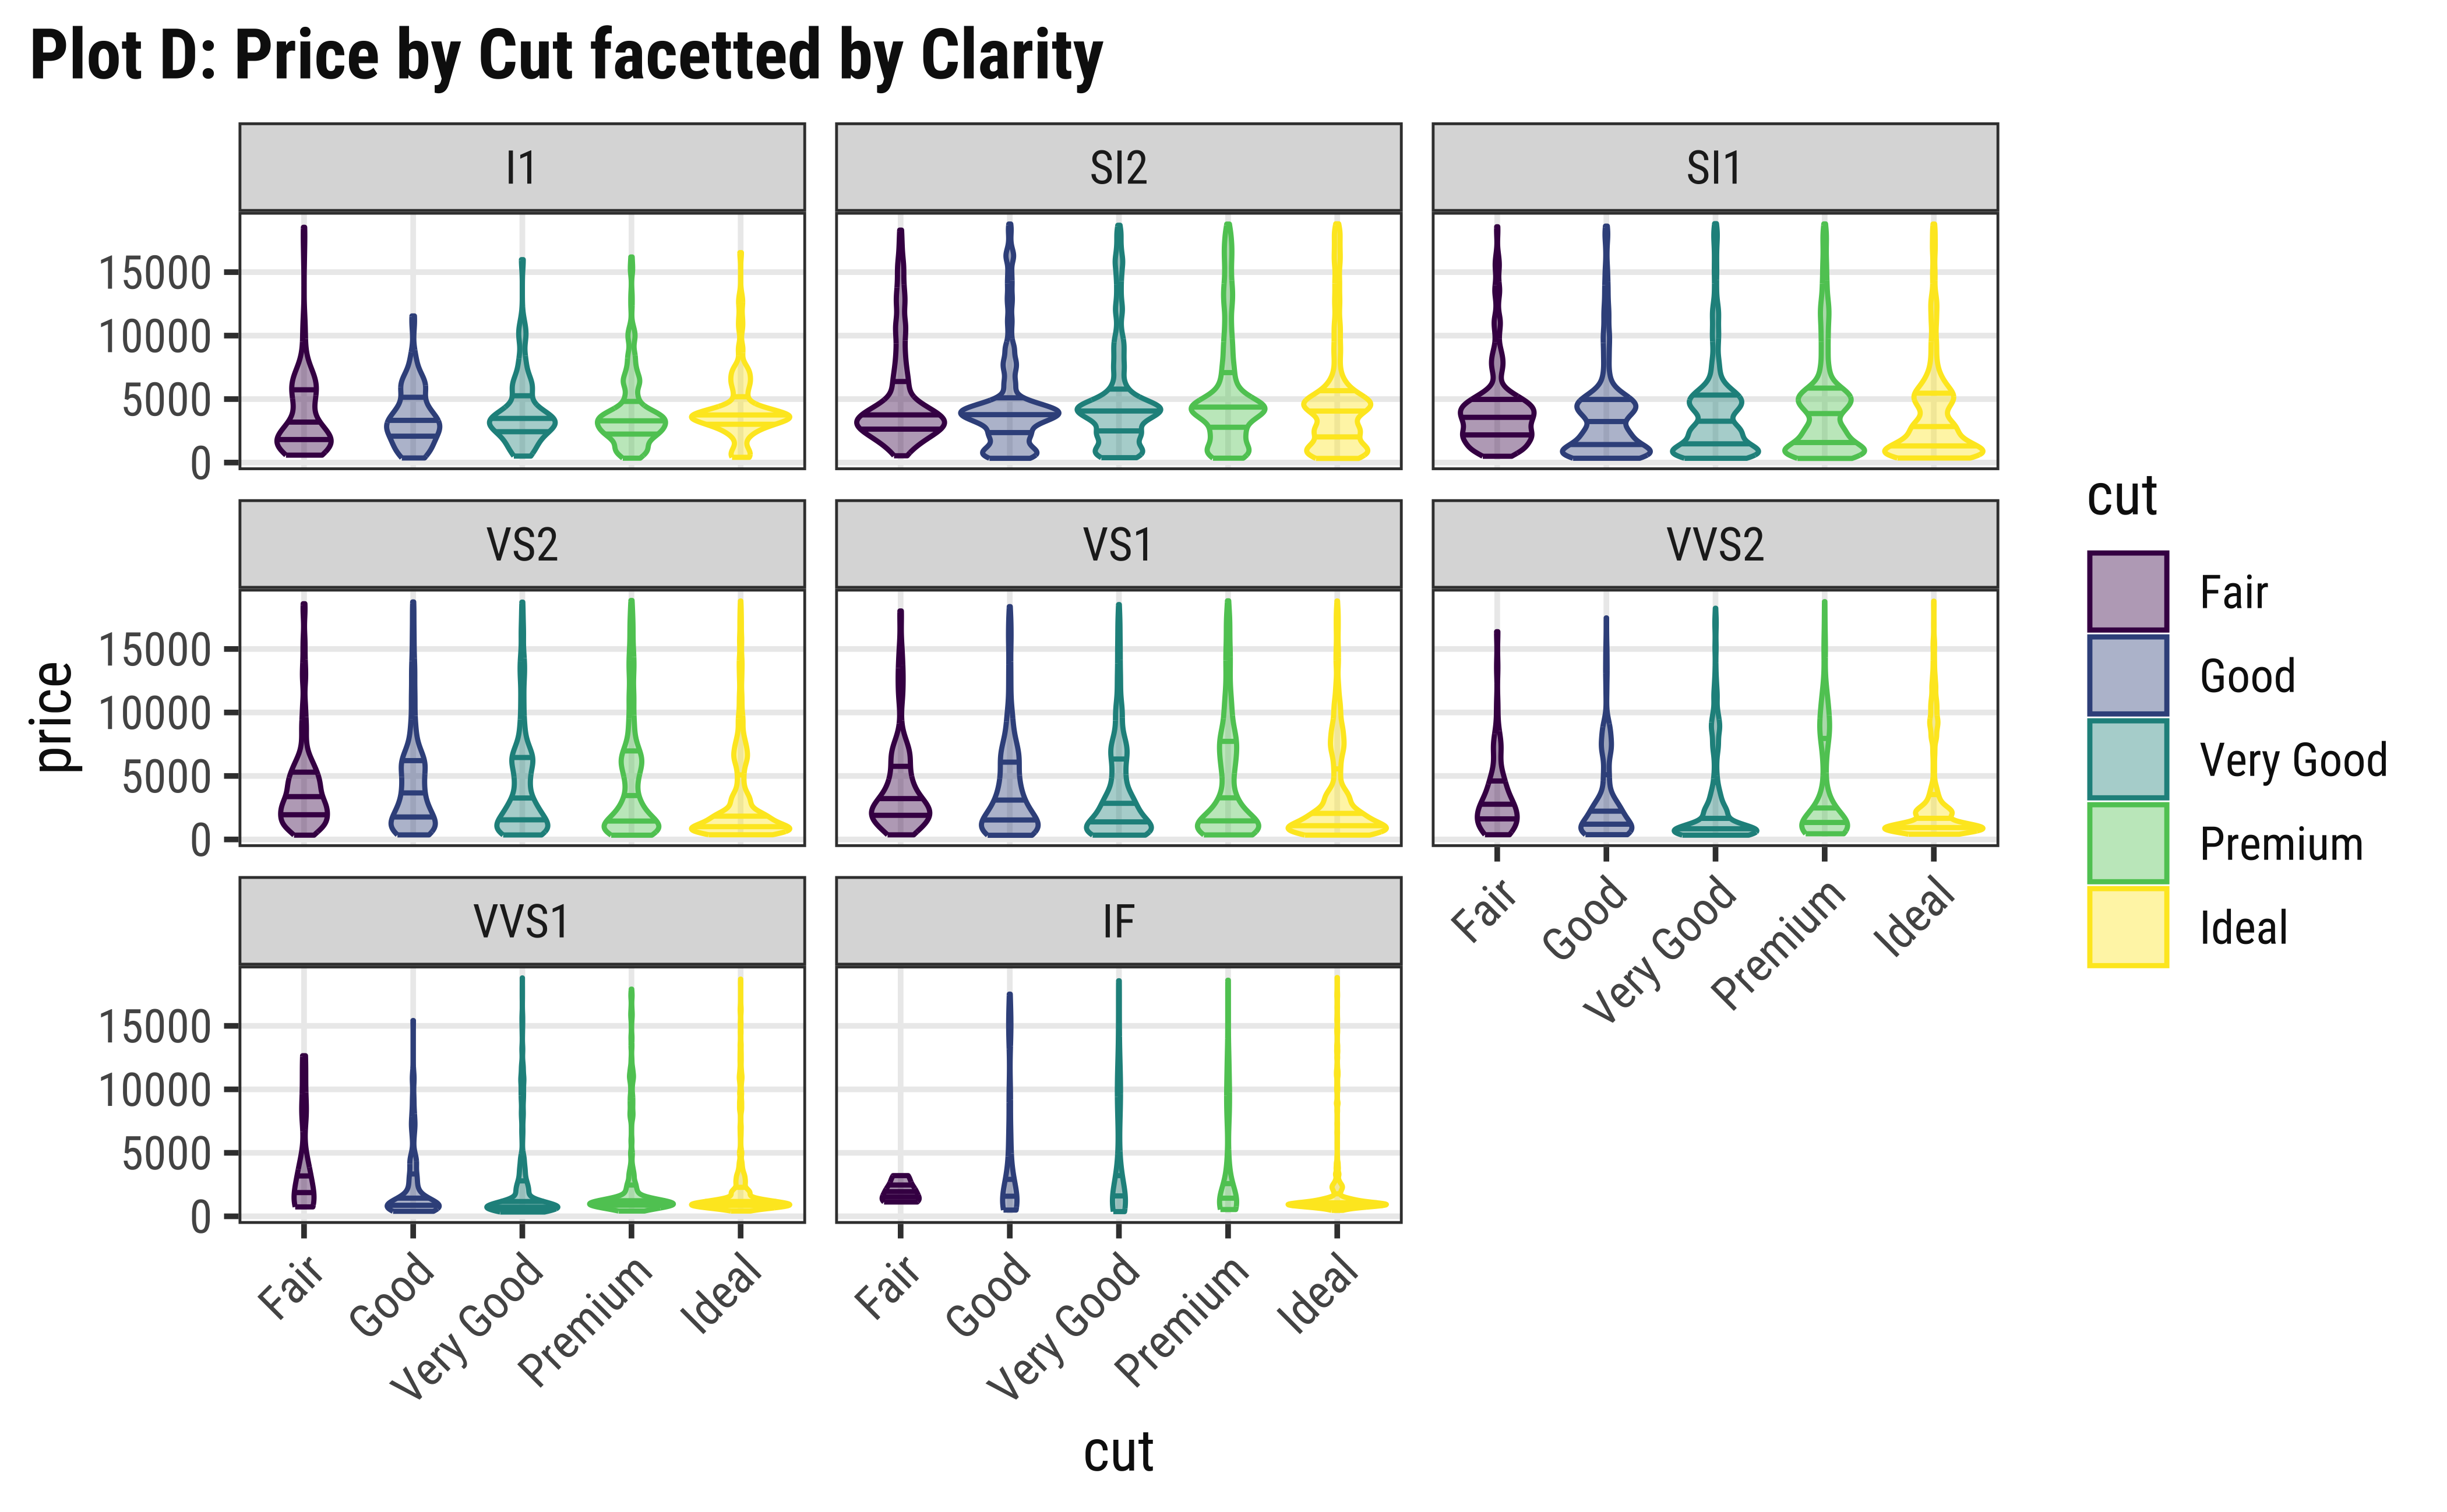 Plot D: Price by Cut facetted by Clarity
I1
SI2
SI1
15000
10000
5000
0
VS2
VS1
VVS2
15000
10000
5000
0
Fair
Good
Very Good
Premium
Ideal
VVS1
IF
15000
10000
5000
0
Fair
Good
Very Good
Premium
Ideal
Fair
Good
Very Good
Premium
Ideal
price
cut
cut
Fair
Good
Very Good
Premium
Ideal